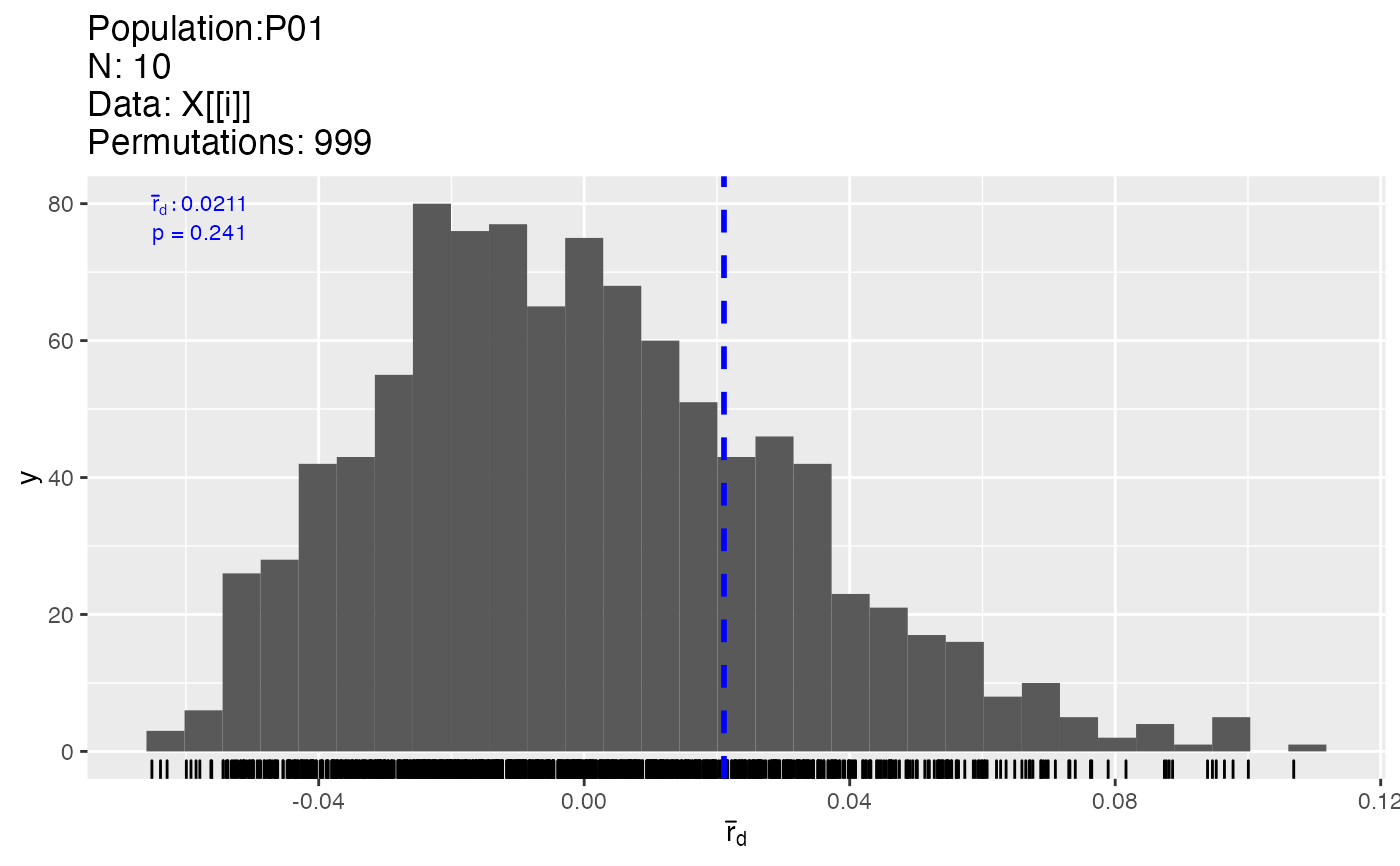 Population:P01
N: 10
Data: X[[i]]
Permutations: 999
r̄d : 0.0211
p = 0.241
80
60
40
20
0
y
-0.04 0.00 0.04 0.08 0.12
r̄d